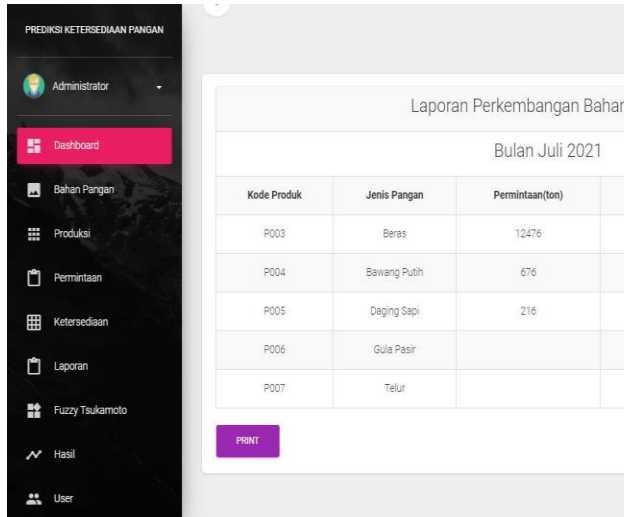 PREDIKSI KETERSEDIAAN PANGAN
Administrator
Dashboard
Bahan Pangan
Produksi
Permintaan
Ketersediaan
Laporan
Fuzzy Tsukamoto
Hasil
User
Laporan Perkembangan Bahan
Bulan Juli 2021
Kode Produk Jenis Pangan Permintaan(ton)
P003 Beras 12476
P004 Bawang Putih 676
P005 Daging Sapi 216
P006 Gula Pasir
P007 Telur
PRINT